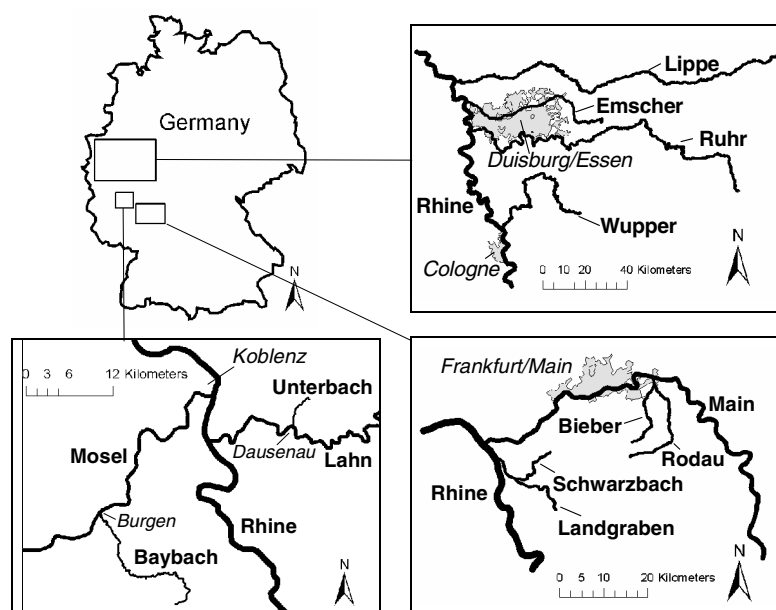 Germany
N
Lippe
Emscher
Ruhr
Duisburg/Essen
Rhine
Wupper
Cologne
N
0 10 20 40 Kilometers
Koblenz
0 3 6 12 Kilometers
Unterbach
Mosel
Dausenau
Lahn
Burgen
Rhine
Baybach
N
Frankfurt/Main
Main
Bieber
Rodau
Schwarzbach
Rhine
Landgraben
N
0 5 10 20 Kilometers